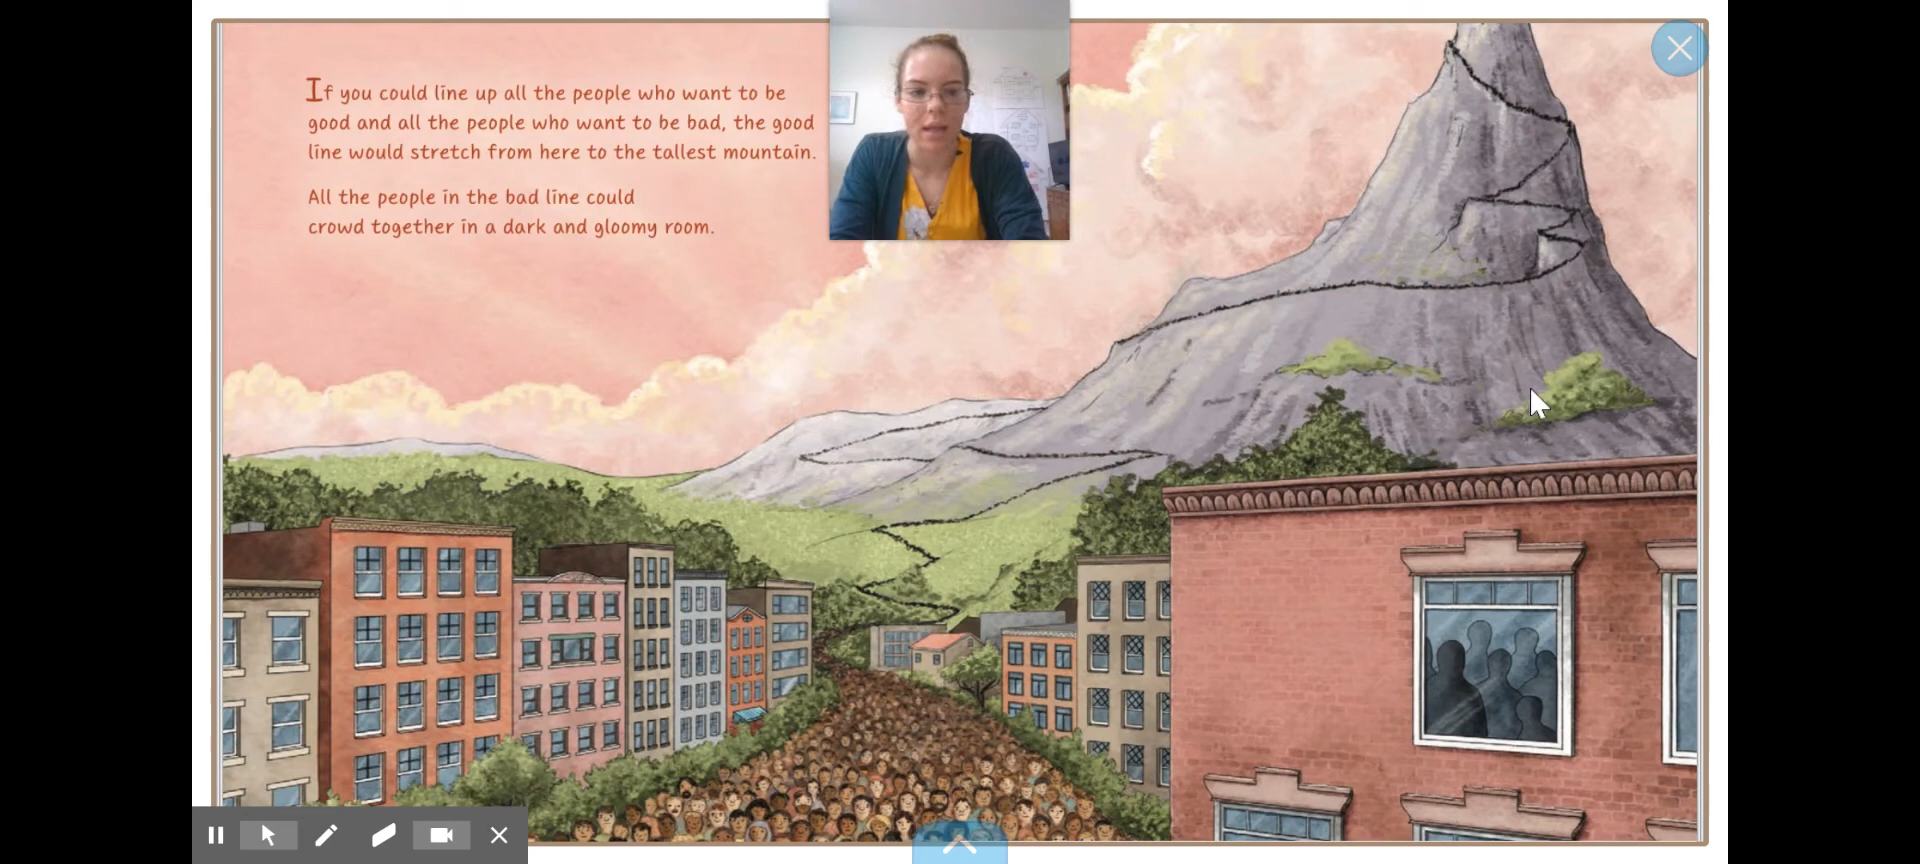 If you could line up all the people who want to be
good and all the people who want to be bad, the good
line would stretch from here to the tallest mountain.
All the people in the bad line could
crowd together in a dark and gloomy room.